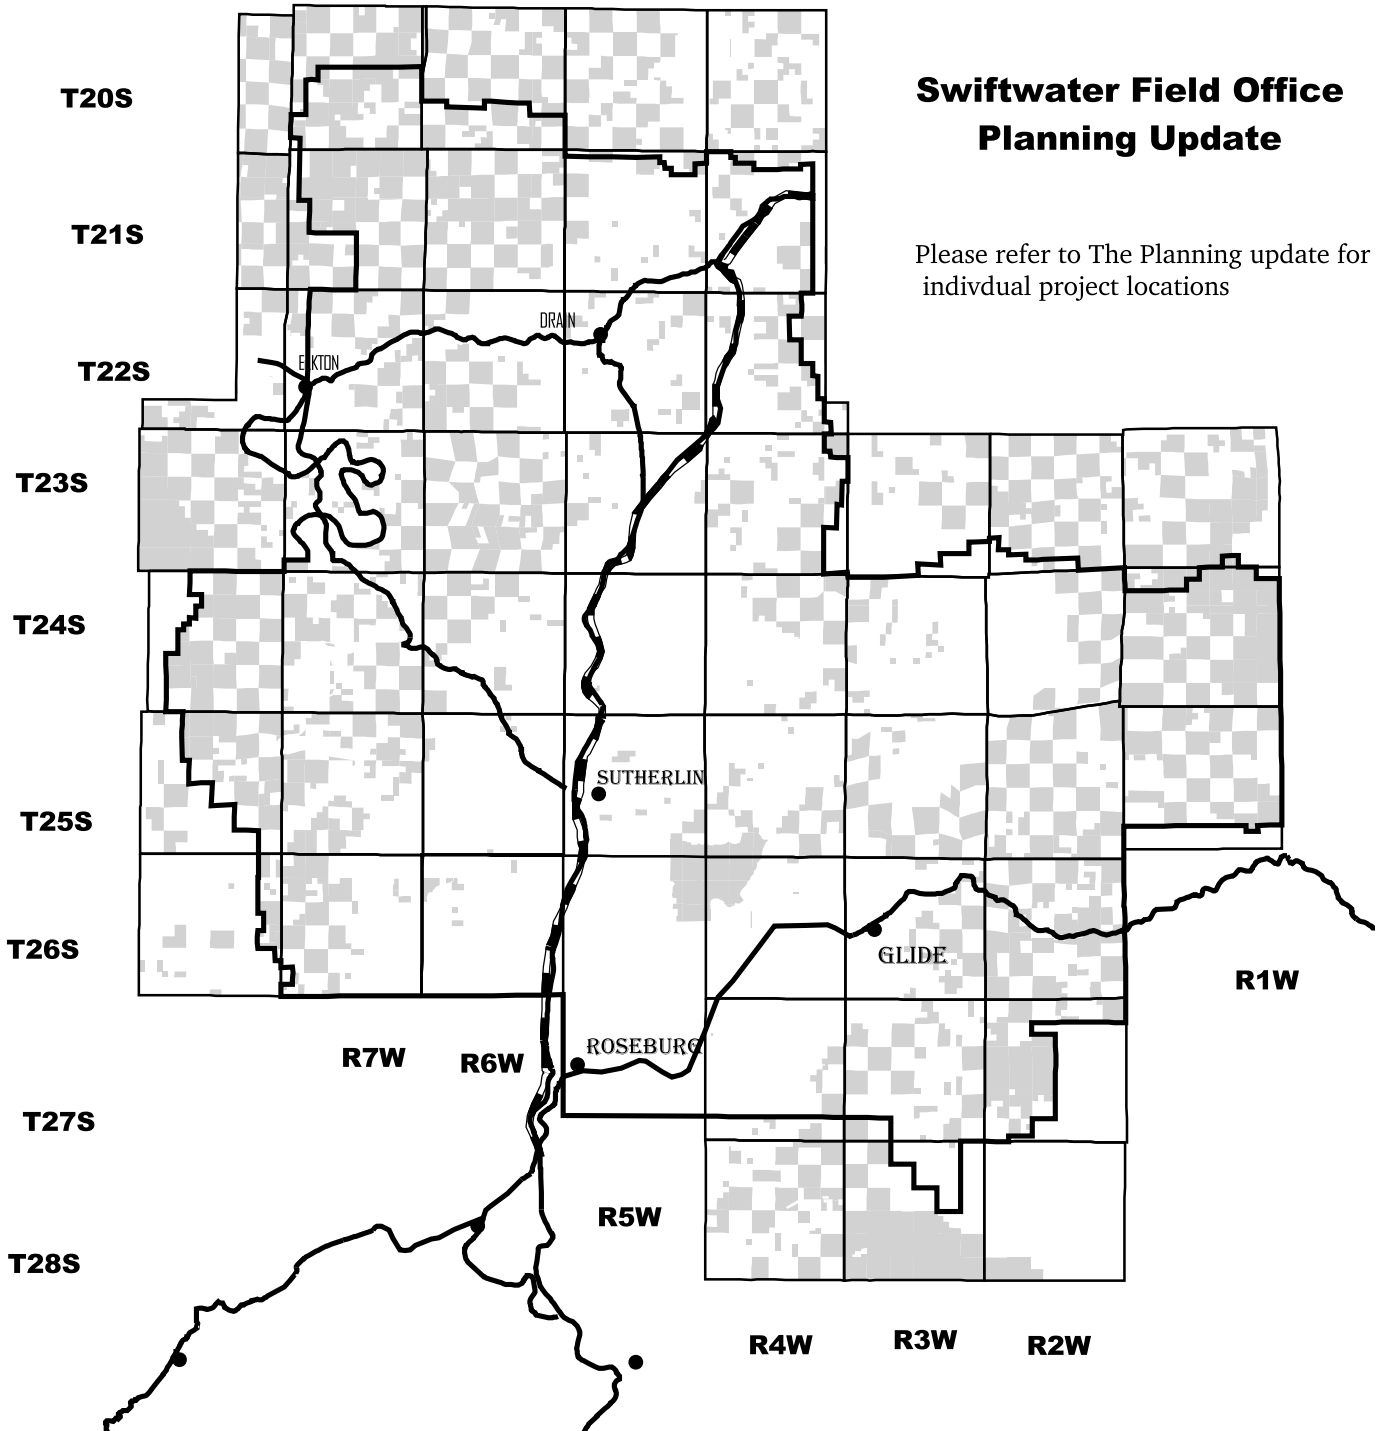 Swiftwater Field Office
Planning Update
Please refer to The Planning update for
indivdual project locations
T20S
T21S
T22S
T23S
T24S
T25S
T26S
T27S
T28S
DRAIN
ELKTON
SUTHERLIN
GLIDE
ROSEBURG
R1W
R7W
R6W
R5W
R4W
R3W
R2W